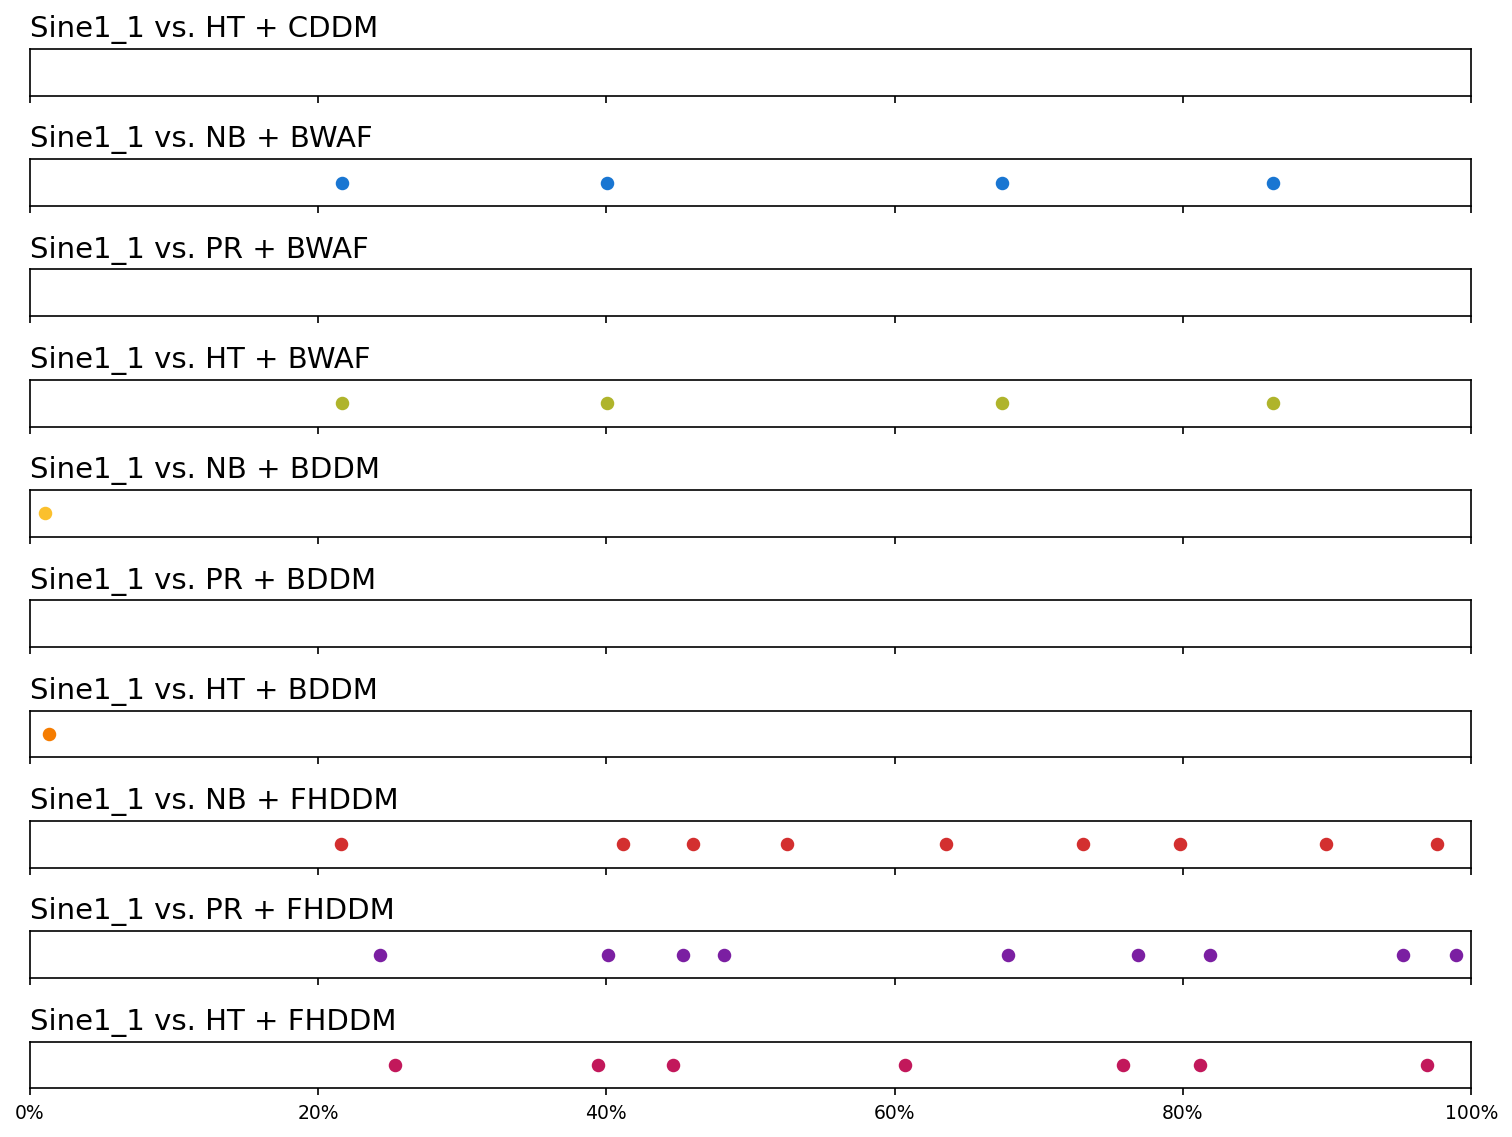 Sine1_1 vs. HT + CDDM
Sine1_1 vs. NB + BWAF
Sine1_1 vs. PR + BWAF
Sine1_1 vs. HT + BWAF
Sine1_1 vs. NB + BDDM
Sine1_1 vs. PR + BDDM
Sine1_1 vs. HT + BDDM
Sine1_1 vs. NB + FHDDM
Sine1_1 vs. PR + FHDDM
Sine1_1 vs. HT + FHDDM
0% 20% 40% 60% 80% 100%